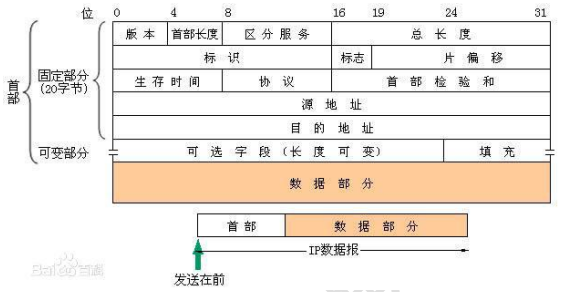 位 0 4 8 16 19 24 31
版本 首部长度 区分服务 总长度
标识 标志 片偏移
生存时间 协议 首部检验和
源地址
目的地址
可选字段(长度可变) 填充
数据部分
首部
固定部分
(20字节)
可变部分
首部 数据部分
IP数据报
发送在前
Baidu百科